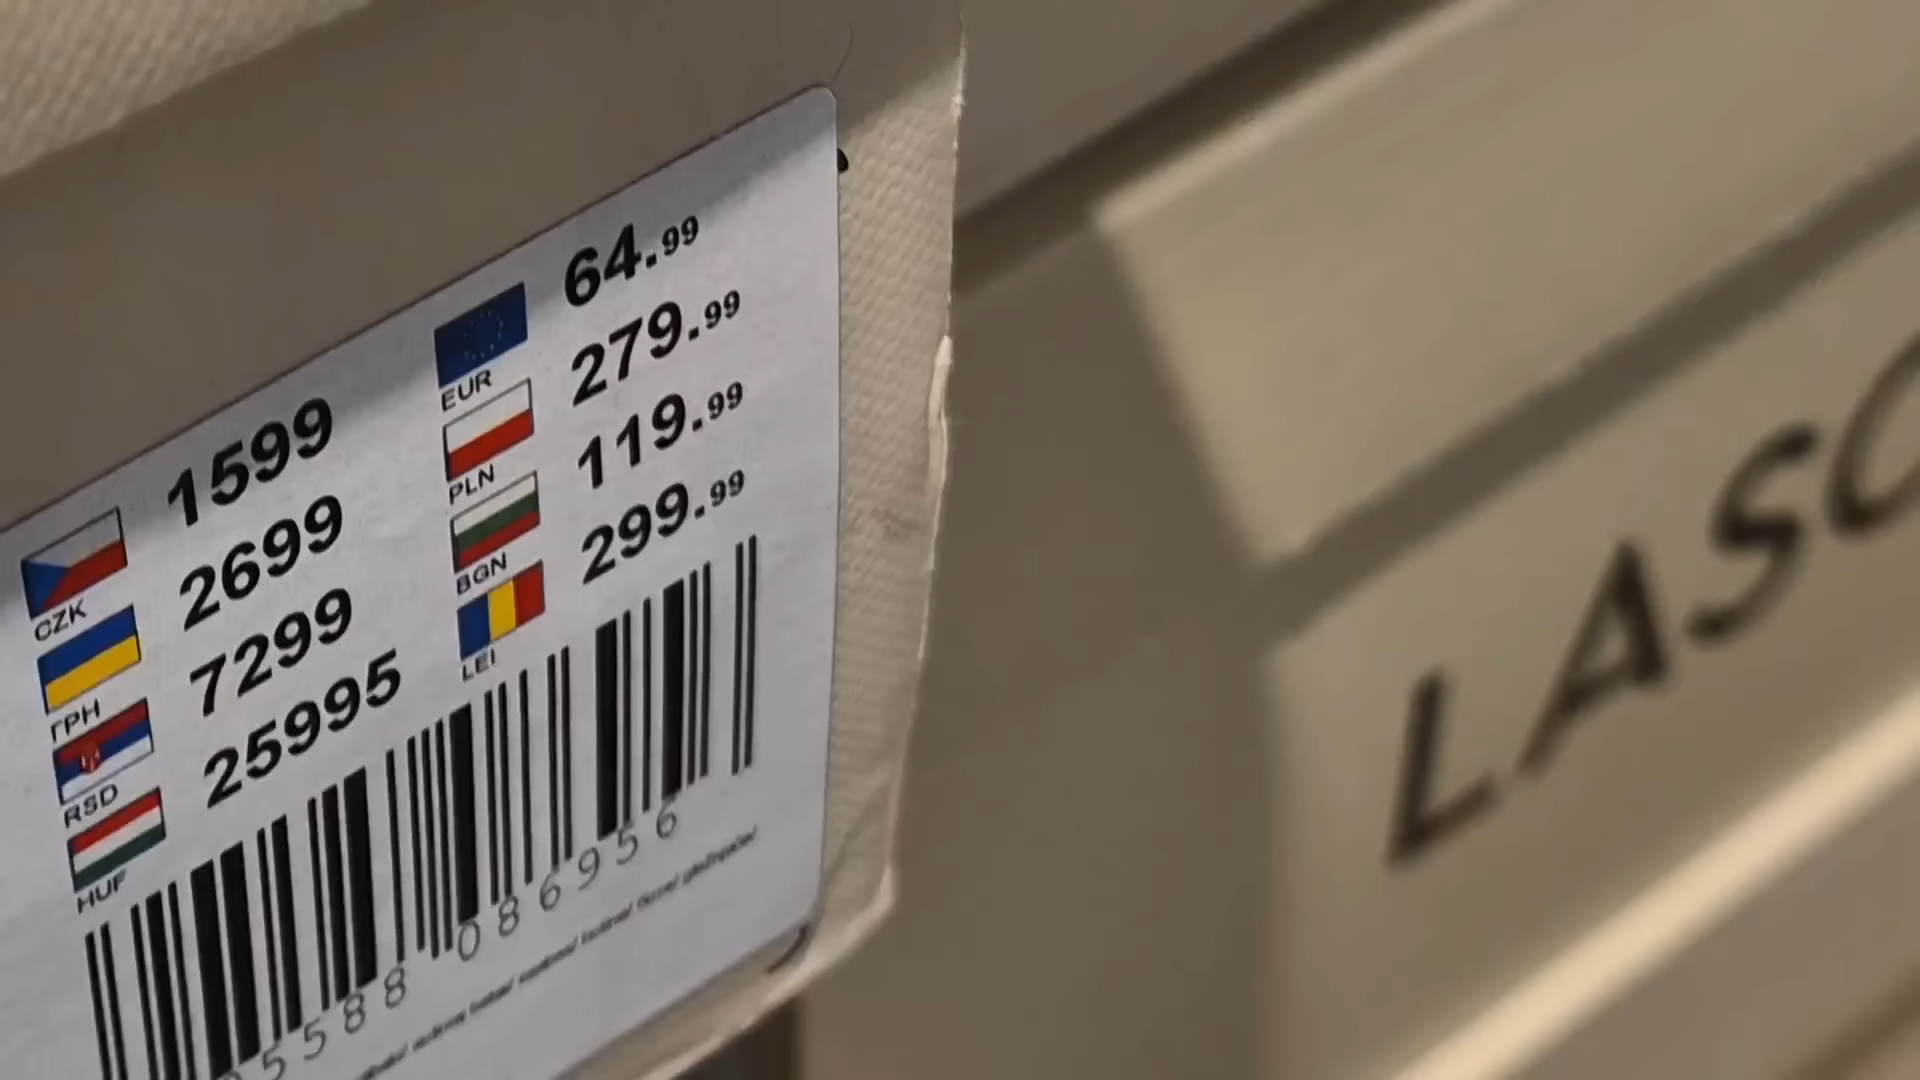 CZK 1599
ГРН 2699
RSD 7299
HUF 25995
EUR 64.99
PLN 279.99
BGN 119.99
LEI 299.99
5588 086956
LASC